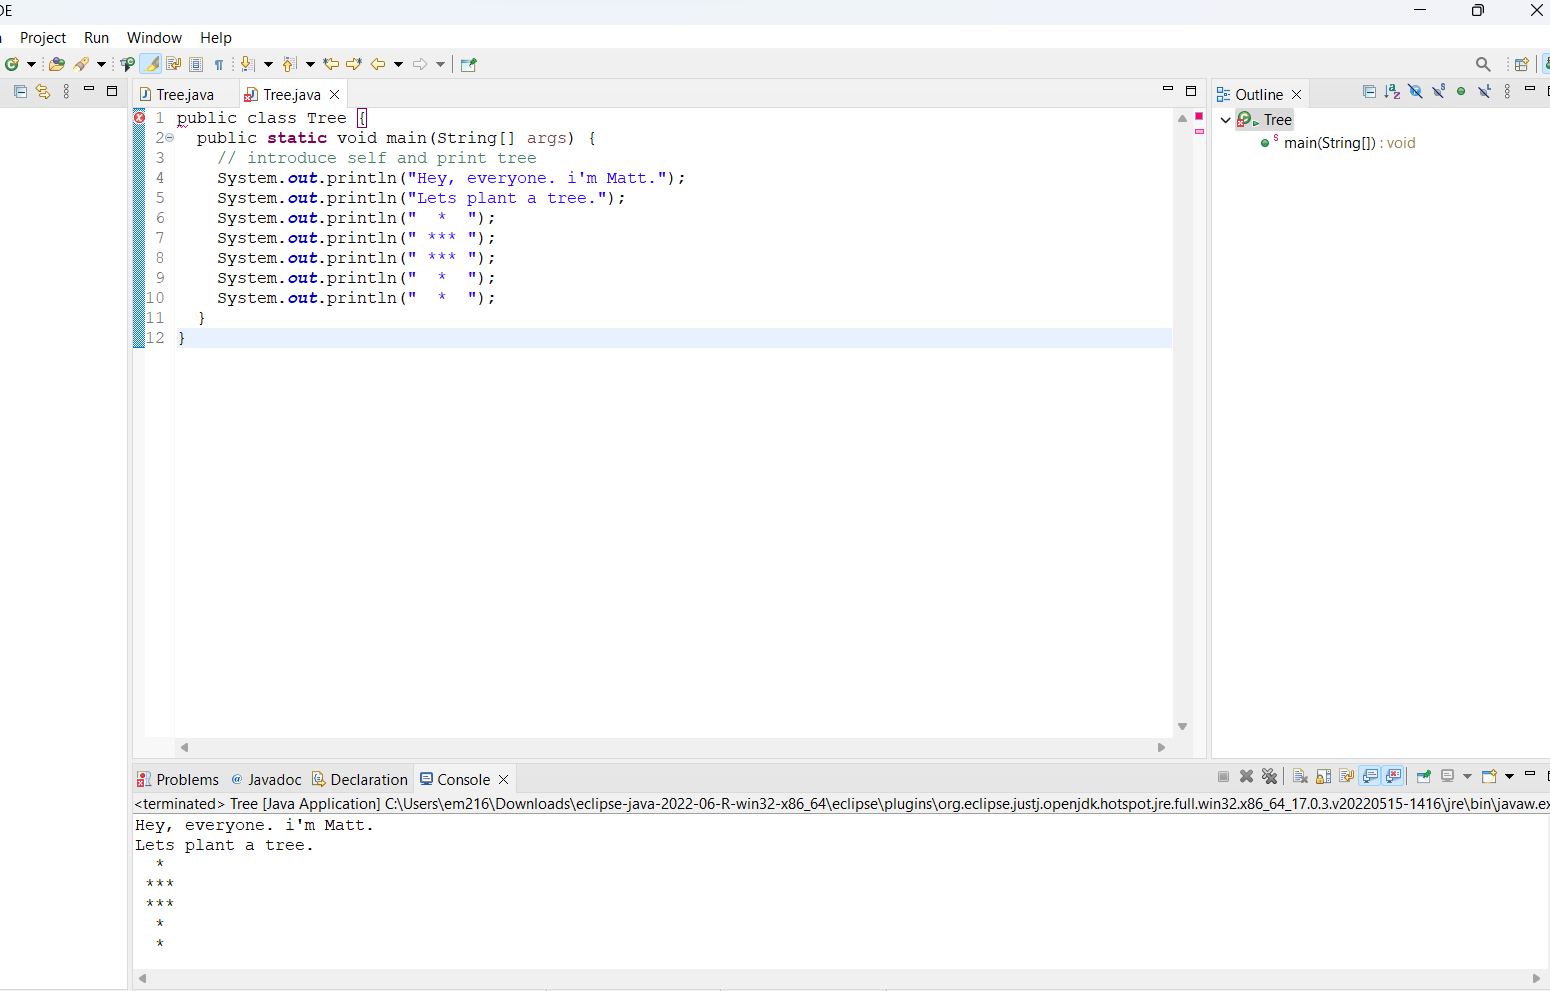 DE
Project Run Window Help
Tree.java Tree.java
1 public class Tree {
2 public static void main(String[] args) {
3 // introduce self and print tree
4 System.out.println("Hey, everyone. i'm Matt.");
5 System.out.println("Lets plant a tree.");
6 System.out.println("  *  ");
7 System.out.println(" *** ");
8 System.out.println(" *** ");
9 System.out.println("  *  ");
10 System.out.println("  *  ");
11 }
12 }
Outline
Tree
main(String[]) : void
Problems @ Javadoc Declaration Console
<terminated> Tree [Java Application] C:\Users\em216\Downloads\eclipse-java-2022-06-R-win32-x86_64\eclipse\plugins\org.eclipse.justj.openjdk.hotspot.jre.full.win32.x86_64_17.0.3.v20220515-1416\jre\bin\javaw.ex
Hey, everyone. i'm Matt.
Lets plant a tree.
  *
 ***
 ***
  *
  *